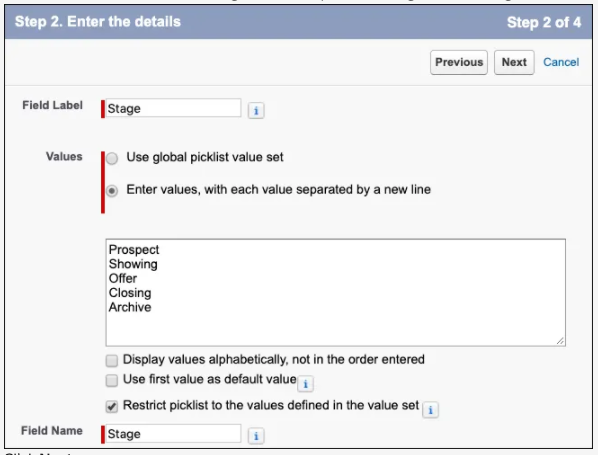 Step 2. Enter the details Step 2 of 4
Previous Next Cancel
Field Label Stage i
Values Use global picklist value set
Enter values, with each value separated by a new line
Prospect
Showing
Offer
Closing
Archive
Display values alphabetically, not in the order entered
Use first value as default value i
Restrict picklist to the values defined in the value set i
Field Name Stage i